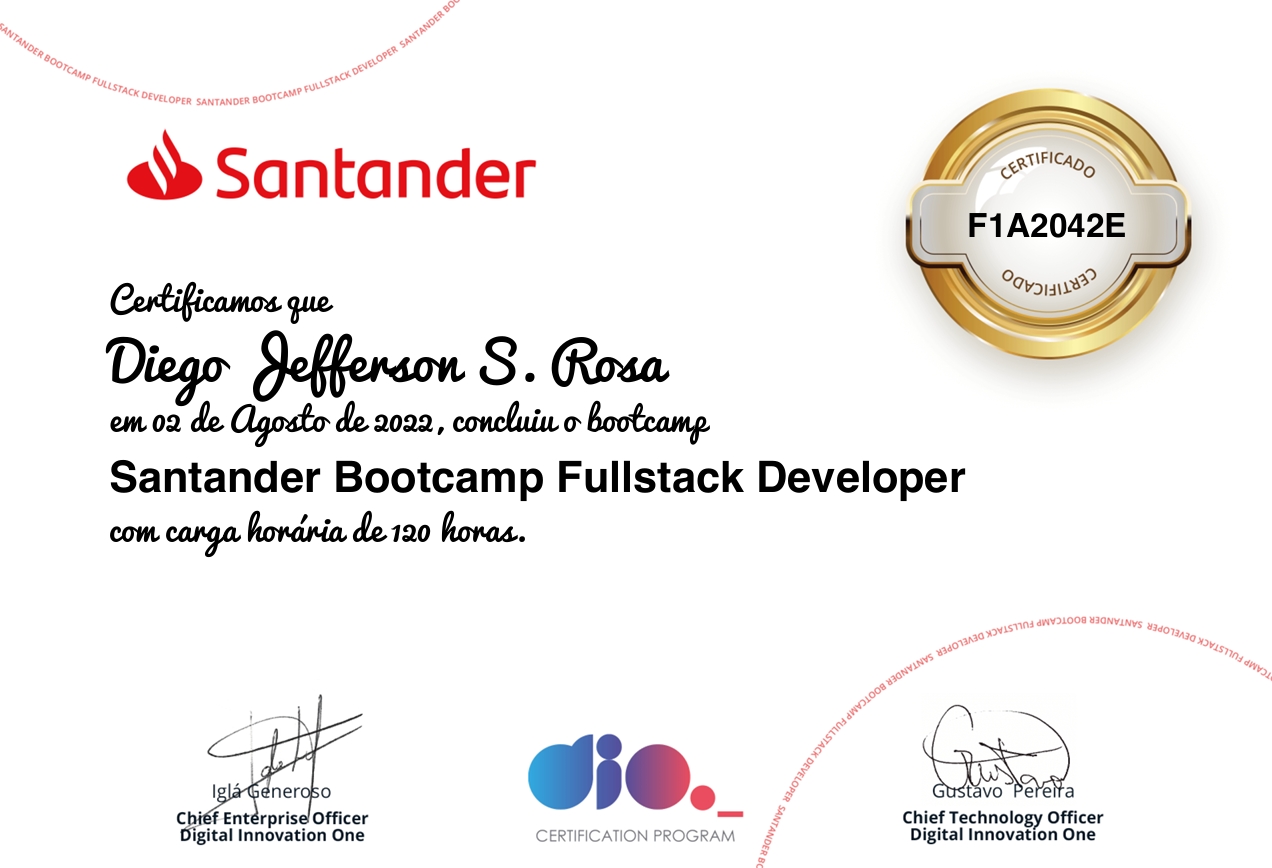 SANTANDER BOOTCAMP FULLSTACK DEVELOPER SANTANDER BOOTCAMP FULLSTACK DEVELOPER SANTANDER BO
Santander
CERTIFICADO
F1A2042E
CERTIFICADO
Certificamos que
Diego Jefferson S. Rosa
em 02 de Agosto de 2022, concluiu o bootcamp
Santander Bootcamp Fullstack Developer
com carga horária de 120 horas.
SANTANDER BOOTCAMP FULLSTACK DEVELOPER SANTANDER BOOTCAMP FULLSTACK DEVELOPER SANTANDER BOOTCAMP FULLSTACK DEVELOPER SANTANDER BO
Iglá Generoso
Chief Enterprise Officer
Digital Innovation One
dio._
CERTIFICATION PROGRAM
Gustavo Pereira
Chief Technology Officer
Digital Innovation One